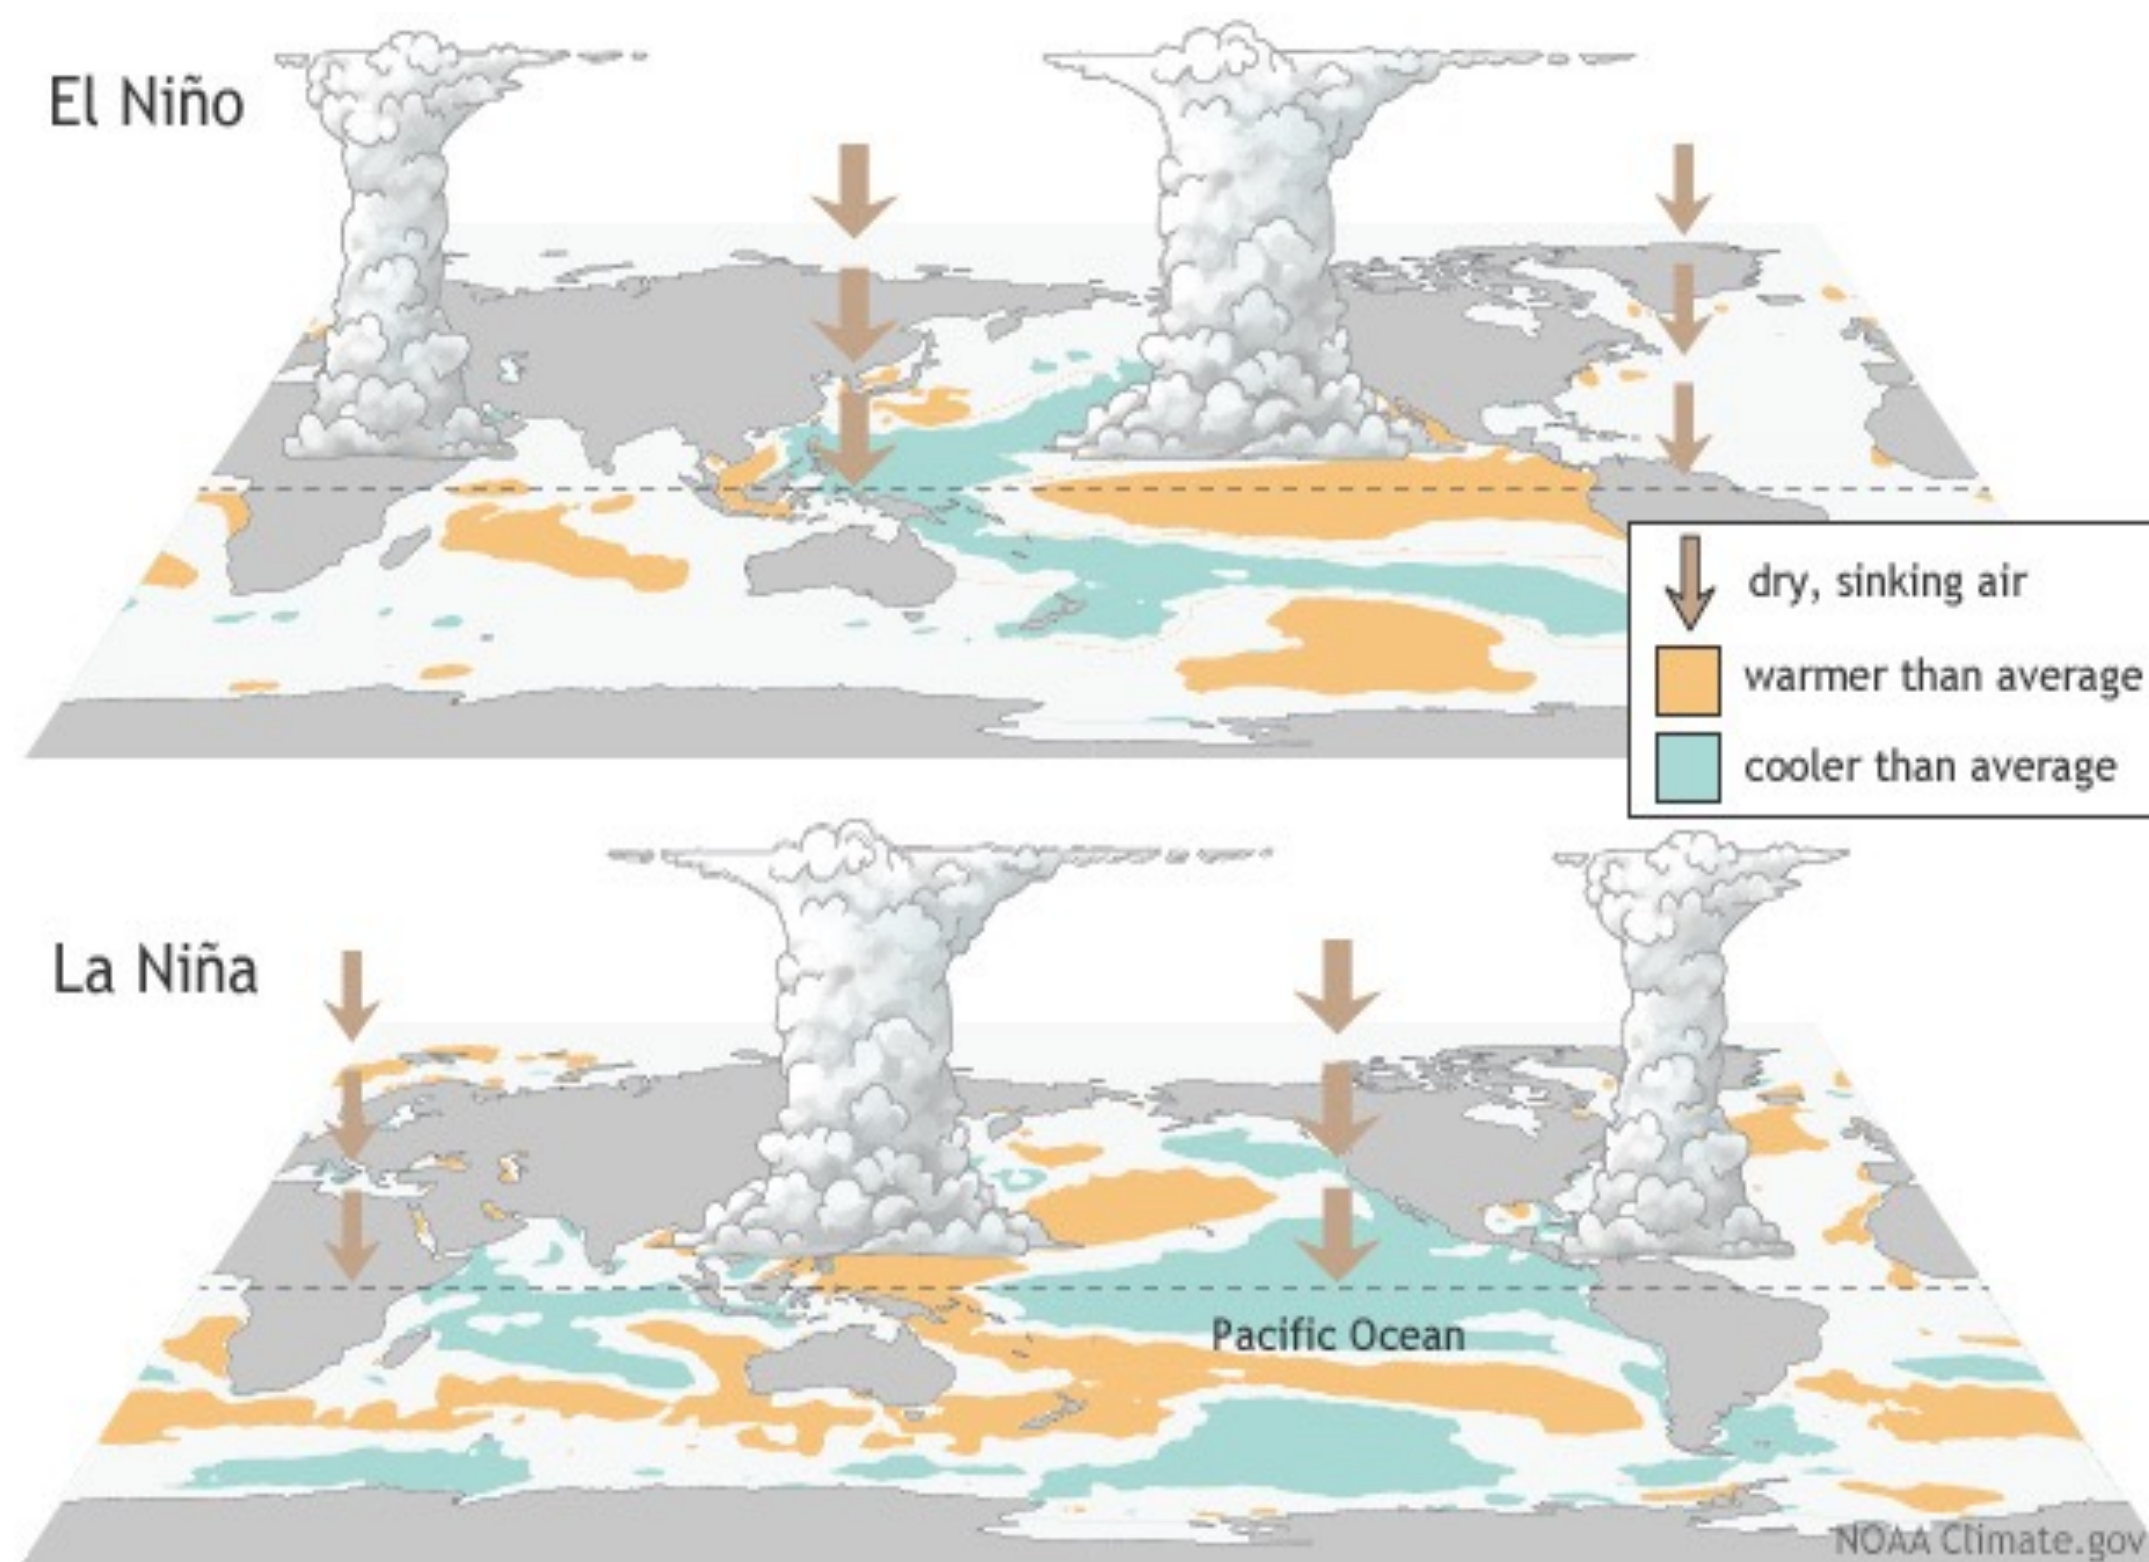 El Niño
dry, sinking air
warmer than average
cooler than average
La Niña
Pacific Ocean
NOAA Climate.gov